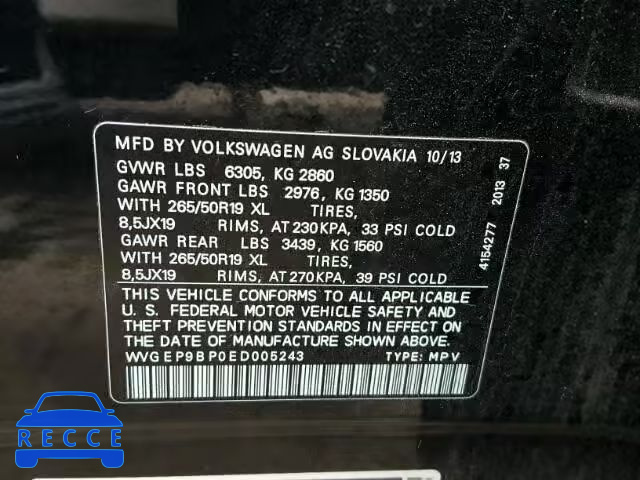 MFD BY VOLKSWAGEN AG SLOVAKIA 10/13
GVWR LBS 6305, KG 2860
GAWR FRONT LBS 2976, KG 1350
WITH 265/50R19 XL TIRES,
8,5JX19 RIMS, AT 230KPA, 33 PSI COLD
GAWR REAR LBS 3439, KG 1560
WITH 265/50R19 XL TIRES,
8,5JX19 RIMS, AT 270KPA, 39 PSI COLD
THIS VEHICLE CONFORMS TO ALL APPLICABLE
U. S. FEDERAL MOTOR VEHICLE SAFETY AND
THEFT PREVENTION STANDARDS IN EFFECT ON
THE DATE OF MANUFACTURE SHOWN ABOVE.
WVGEP9BP0ED005243 TYPE: MPV
4154277 2013 37
RECCE